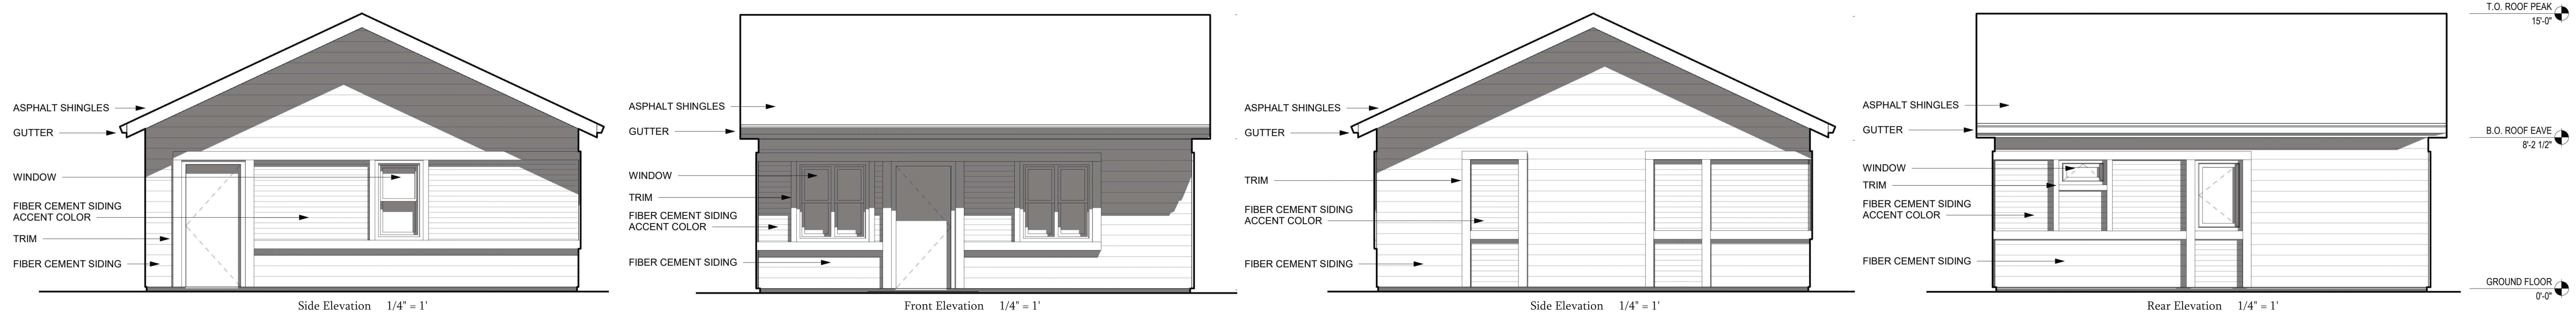 ASPHALT SHINGLES
GUTTER
WINDOW
FIBER CEMENT SIDING
ACCENT COLOR
TRIM
FIBER CEMENT SIDING
Side Elevation 1/4" = 1'
ASPHALT SHINGLES
GUTTER
WINDOW
TRIM
FIBER CEMENT SIDING
ACCENT COLOR
FIBER CEMENT SIDING
Front Elevation 1/4" = 1'
ASPHALT SHINGLES
GUTTER
TRIM
FIBER CEMENT SIDING
ACCENT COLOR
FIBER CEMENT SIDING
Side Elevation 1/4" = 1'
ASPHALT SHINGLES
GUTTER
WINDOW
TRIM
FIBER CEMENT SIDING
ACCENT COLOR
FIBER CEMENT SIDING
Rear Elevation 1/4" = 1'
T.O. ROOF PEAK
15'-0"
B.O. ROOF EAVE
8'-2 1/2"
GROUND FLOOR
0'-0"